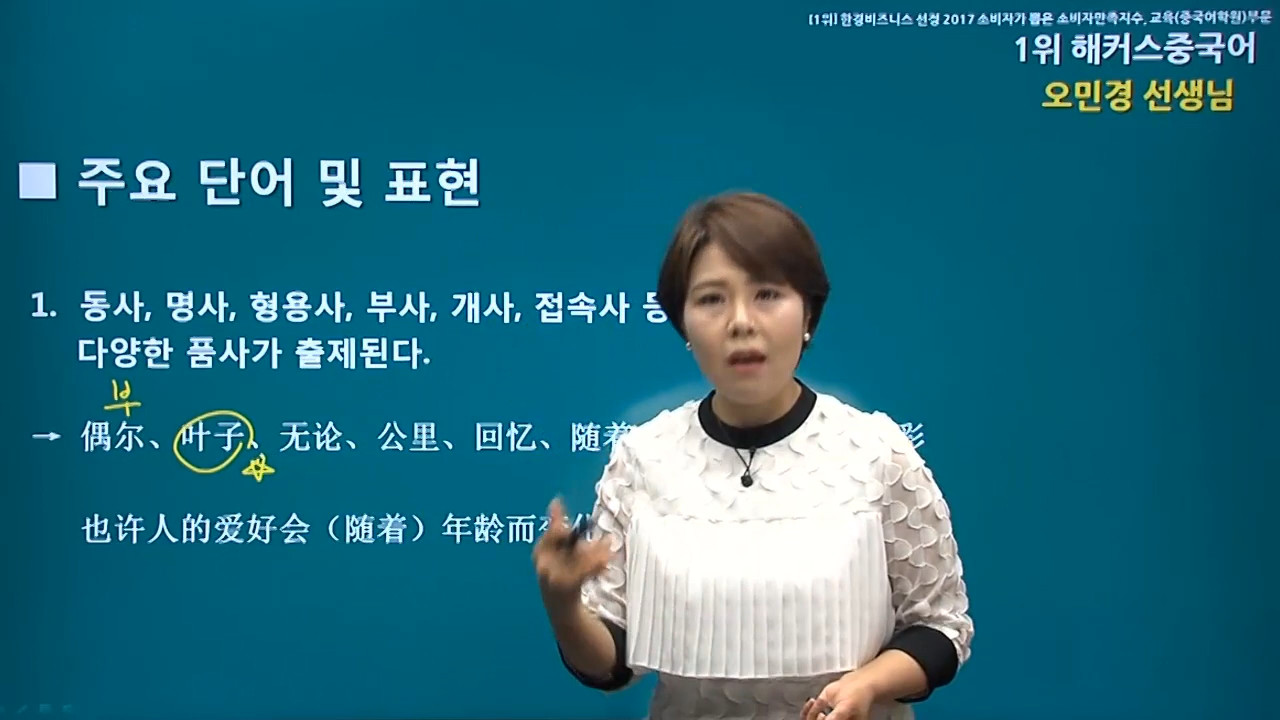 [1위] 한경비즈니스 선정 2017 소비자가 뽑은 소비자만족지수, 교육(중국어학원)부문
1위 해커스중국어
오민경 선생님
■ 주요 단어 및 표현
1. 동사, 명사, 형용사, 부사, 개사, 접속사 등
다양한 품사가 출제된다.
부
→ 偶尔、叶子、无论、公里、回忆、随着 彩
也许人的爱好会（随着）年龄而变化